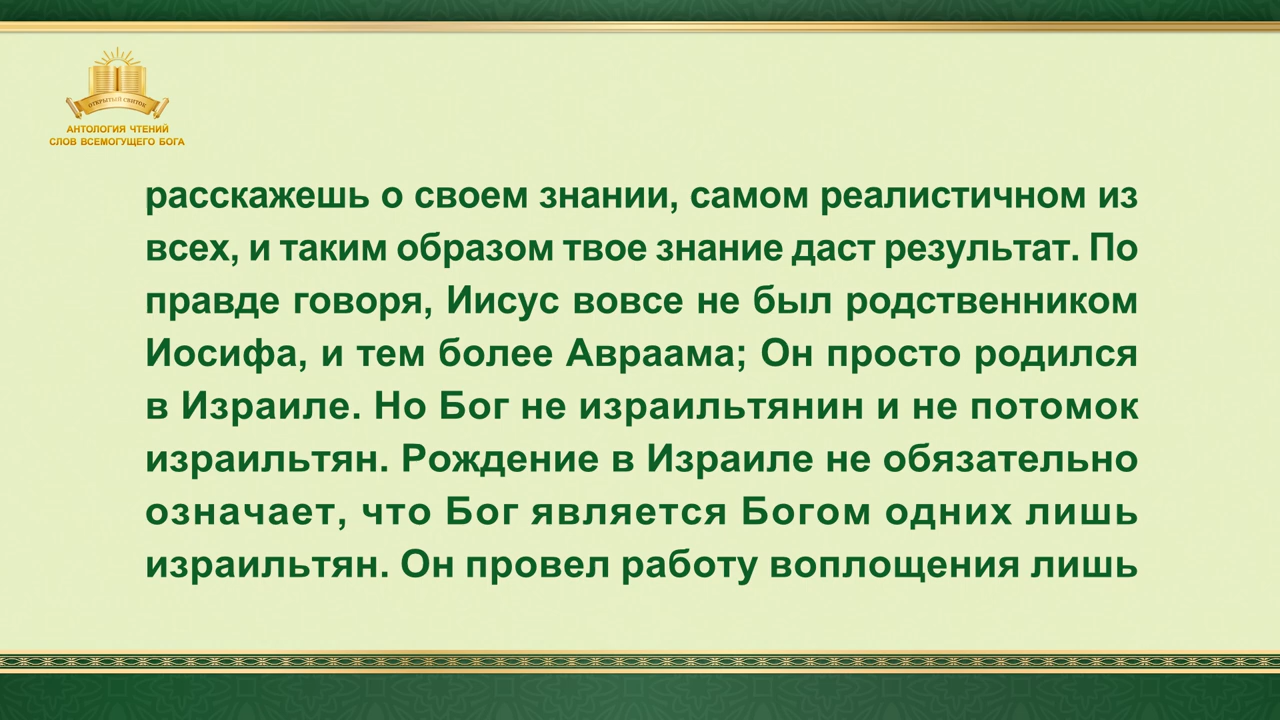 ОТКРЫТЫЙ СВИТОК
АНТОЛОГИЯ ЧТЕНИЙ
СЛОВ ВСЕМОГУЩЕГО БОГА
расскажешь о своем знании, самом реалистичном из
всех, и таким образом твое знание даст результат. По
правде говоря, Иисус вовсе не был родственником
Иосифа, и тем более Авраама; Он просто родился
в Израиле. Но Бог не израильтянин и не потомок
израильтян. Рождение в Израиле не обязательно
означает, что Бог является Богом одних лишь
израильтян. Он провел работу воплощения лишь